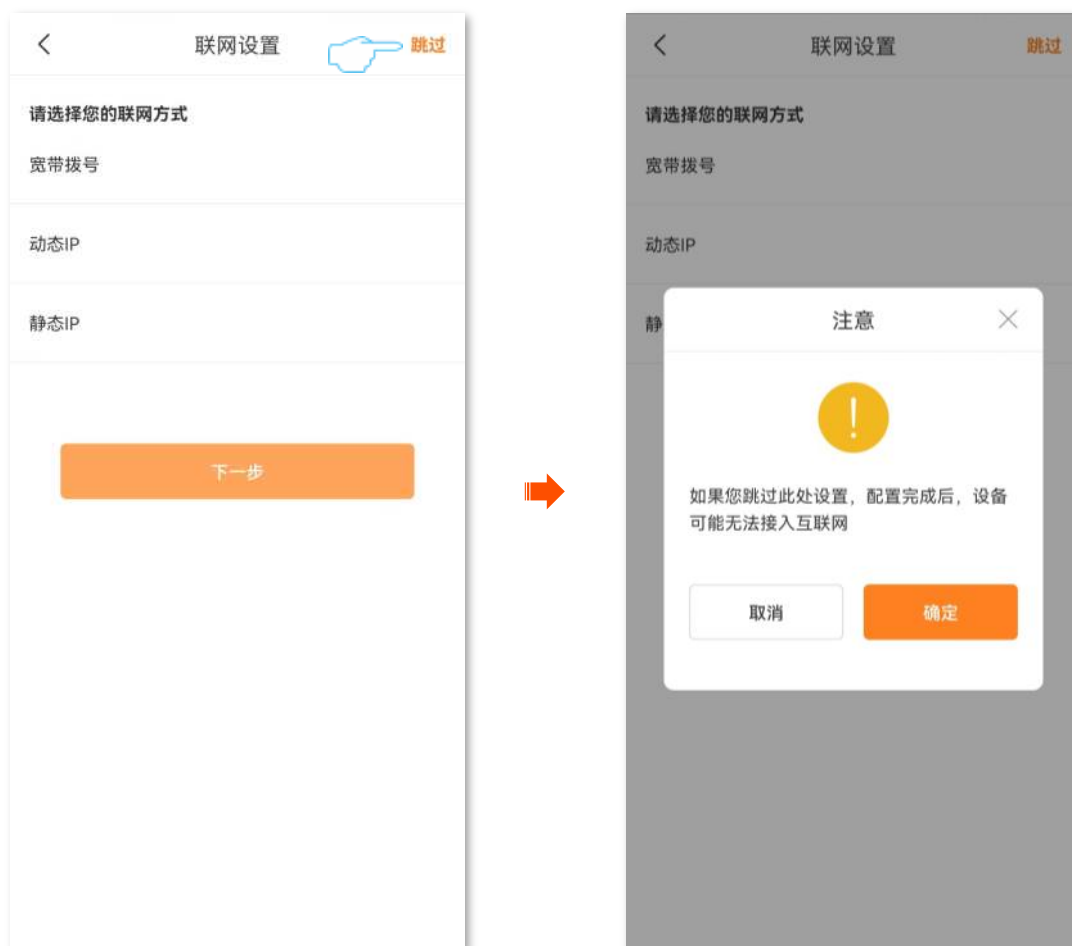 联网设置
跳过
请选择您的联网方式
宽带拨号
动态IP
静态IP
下一步
联网设置
跳过
请选择您的联网方式
宽带拨号
动态IP
静
注意
如果您跳过此处设置，配置完成后，设备
可能无法接入互联网
取消
确定